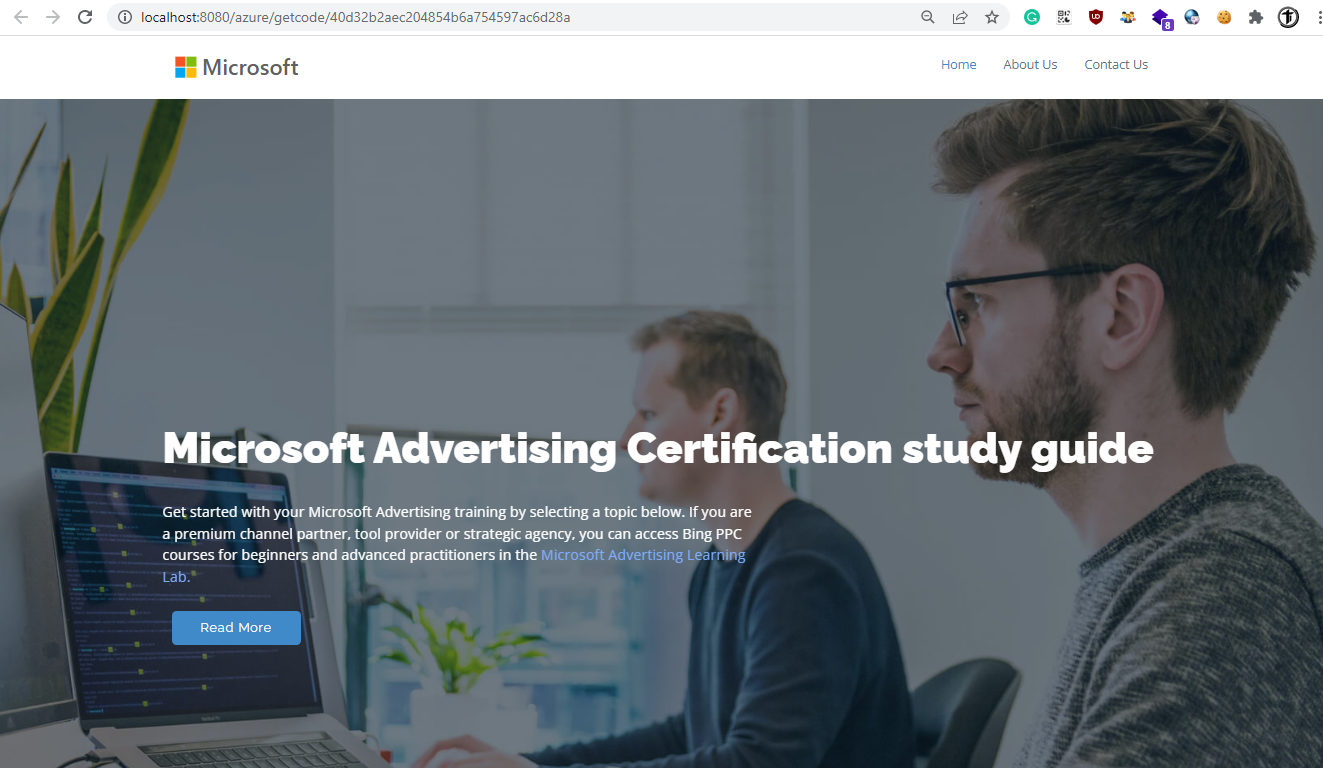 localhost:8080/azure/getcode/40d32b2aec204854b6a754597ac6d28a
8
Microsoft
Home
About Us
Contact Us
Microsoft Advertising Certification study guide
Get started with your Microsoft Advertising training by selecting a topic below. If you are
a premium channel partner, tool provider or strategic agency, you can access Bing PPC
courses for beginners and advanced practitioners in the Microsoft Advertising Learning
Lab.
Read More